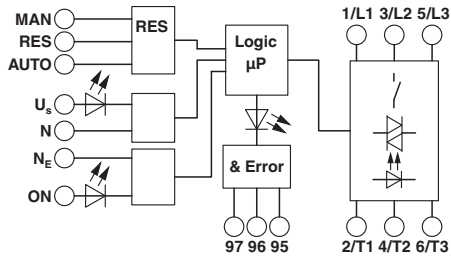 MAN
RES
AUTO
RES
Us
N
NE
ON
Logic
µP
& Error
97 96 95
1/L1 3/L2 5/L3
2/T1 4/T2 6/T3